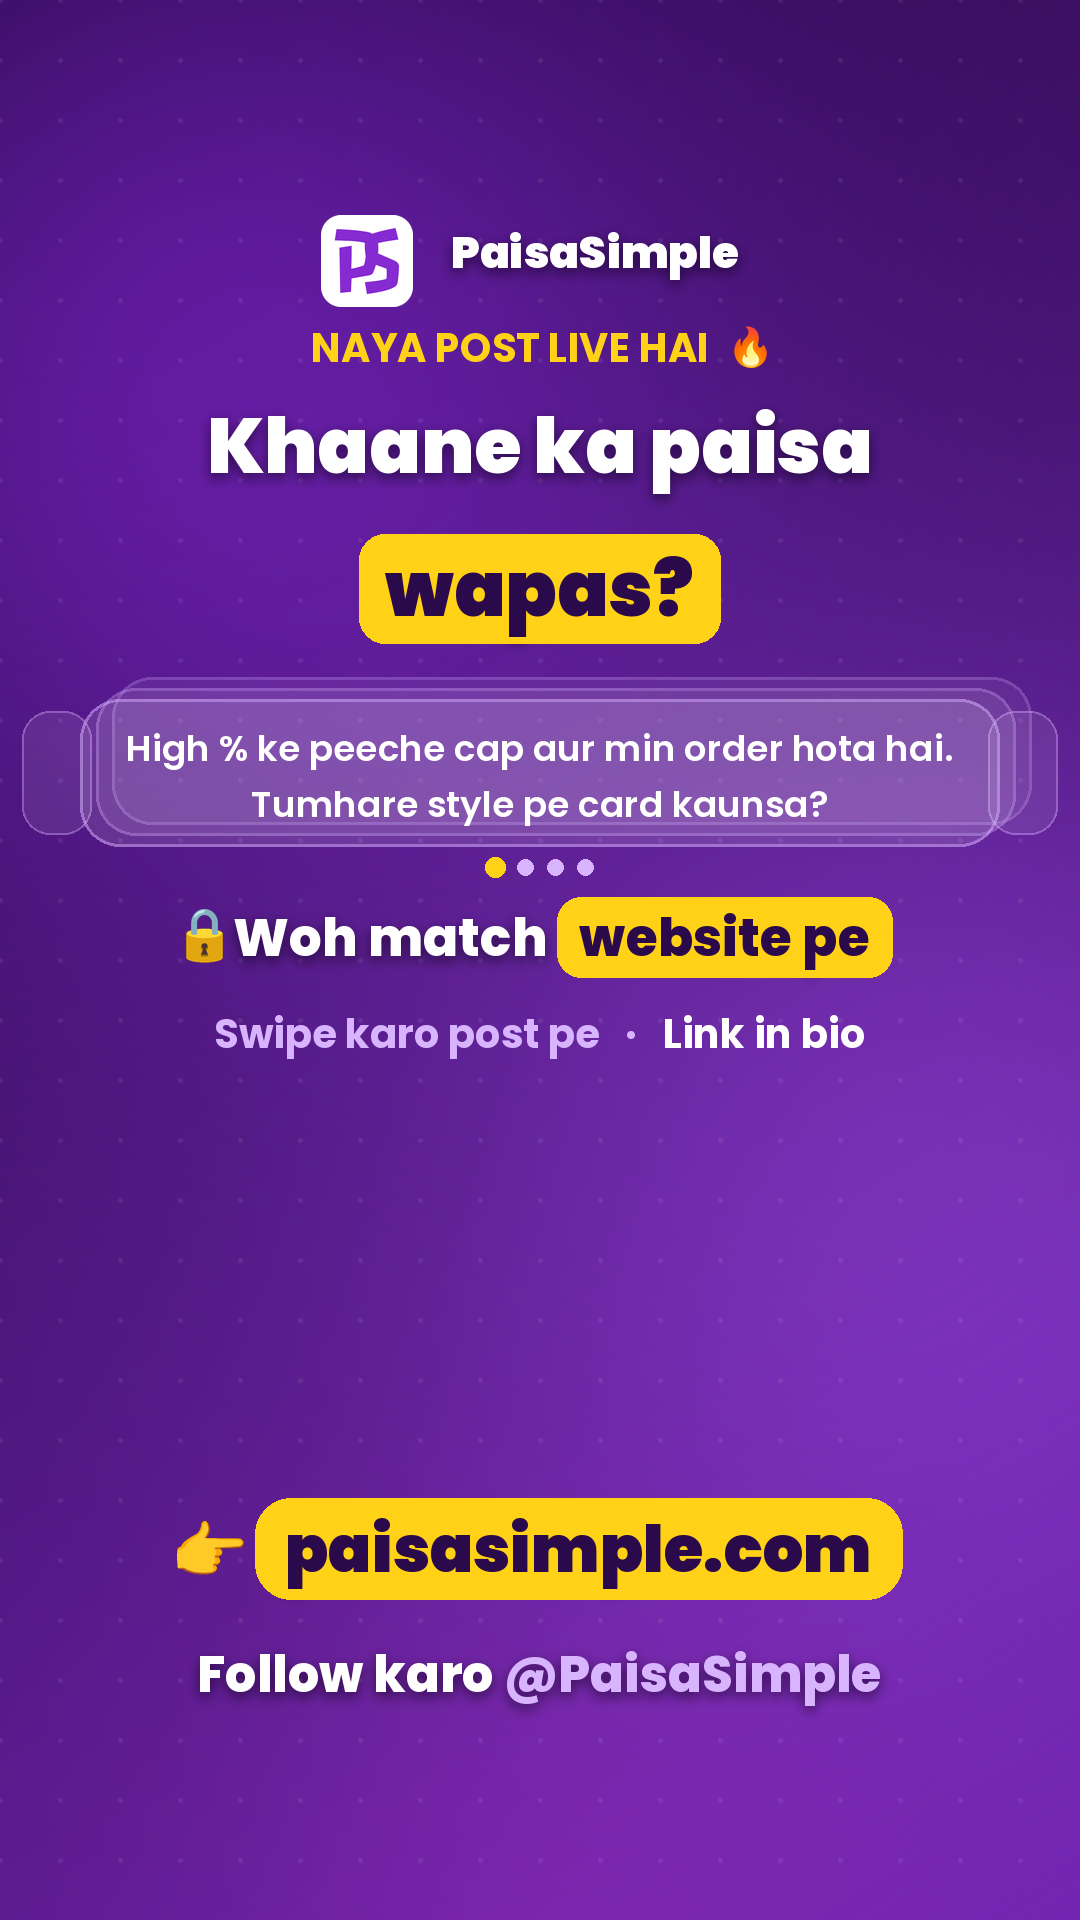 PS PaisaSimple
NAYA POST LIVE HAI 🔥
Khaane ka paisa
wapas?
High % ke peeche cap aur min order hota hai.
Tumhare style pe card kaunsa?
🔒Woh match website pe
Swipe karo post pe • Link in bio
👉 paisasimple.com
Follow karo @PaisaSimple